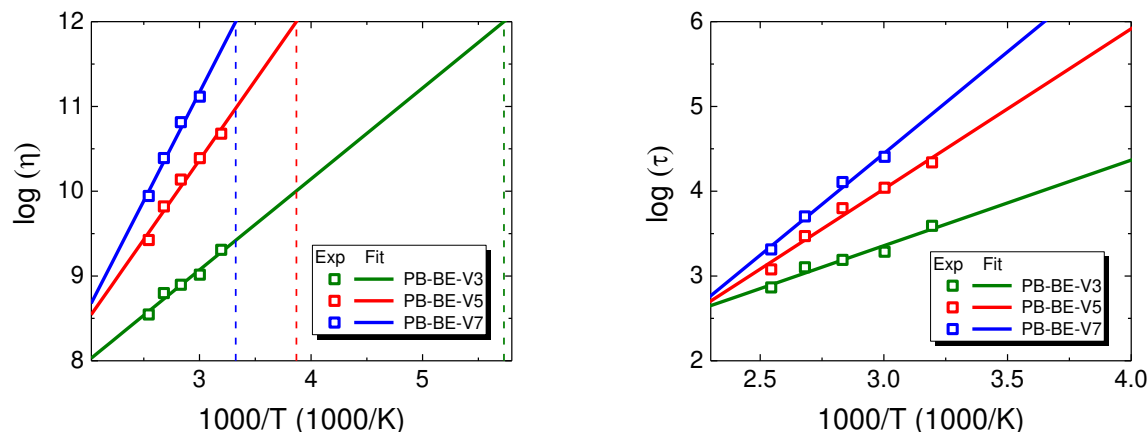 12
11
10
9
8
log (η)
3
4
5
1000/T (1000/K)
Exp Fit
PB-BE-V3
PB-BE-V5
PB-BE-V7
6
5
4
3
2
log (τ)
2.5
3.0
3.5
4.0
1000/T (1000/K)
Exp Fit
PB-BE-V3
PB-BE-V5
PB-BE-V7